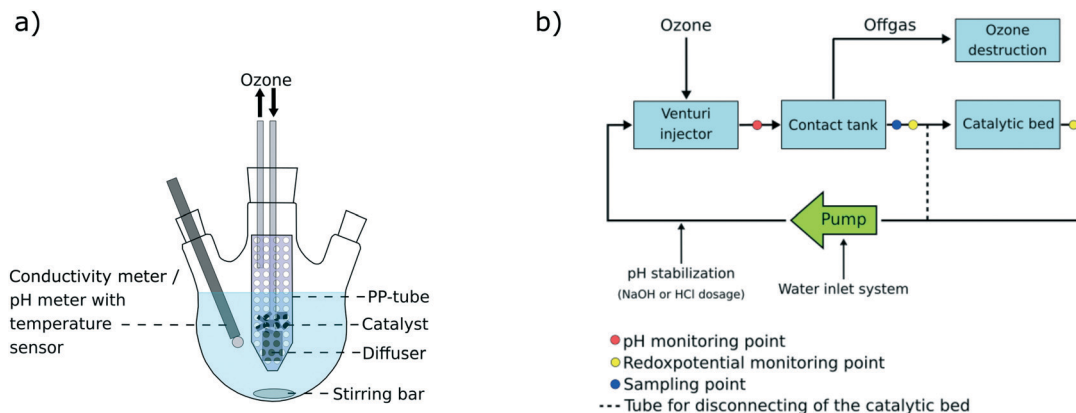 a)
Ozone
Conductivity meter /
pH meter with
temperature
sensor
PP-tube
Catalyst
Diffuser
Stirring bar
b)
Ozone
Offgas
Ozone
destruction
Venturi
injector
Contact tank
Catalytic bed
Pump
pH stabilization
(NaOH or HCl dosage)
Water inlet system
pH monitoring point
Redoxpotential monitoring point
Sampling point
Tube for disconnecting of the catalytic bed